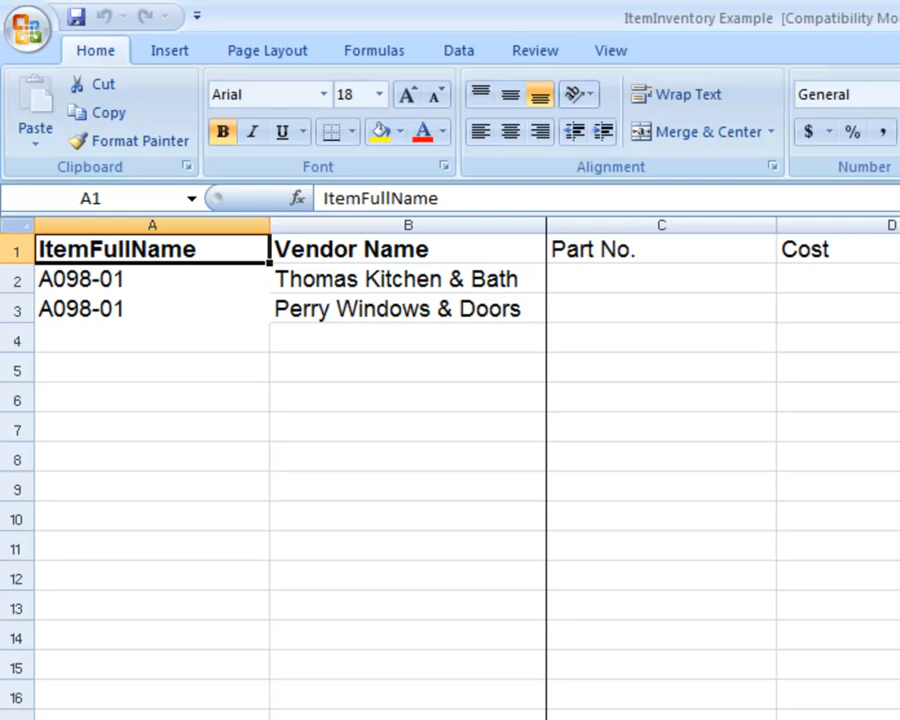 ItemInventory Example [Compatibility Mo
Home Insert Page Layout Formulas Data Review View
Paste
Cut
Copy
Format Painter
Clipboard
Arial 18 A A
B I U A
Font
Wrap Text
Merge & Center
Alignment
General
$ % ,
Number
A1 fx ItemFullName
A B C D
1 ItemFullName Vendor Name Part No. Cost
2 A098-01 Thomas Kitchen & Bath
3 A098-01 Perry Windows & Doors
4
5
6
7
8
9
10
11
12
13
14
15
16